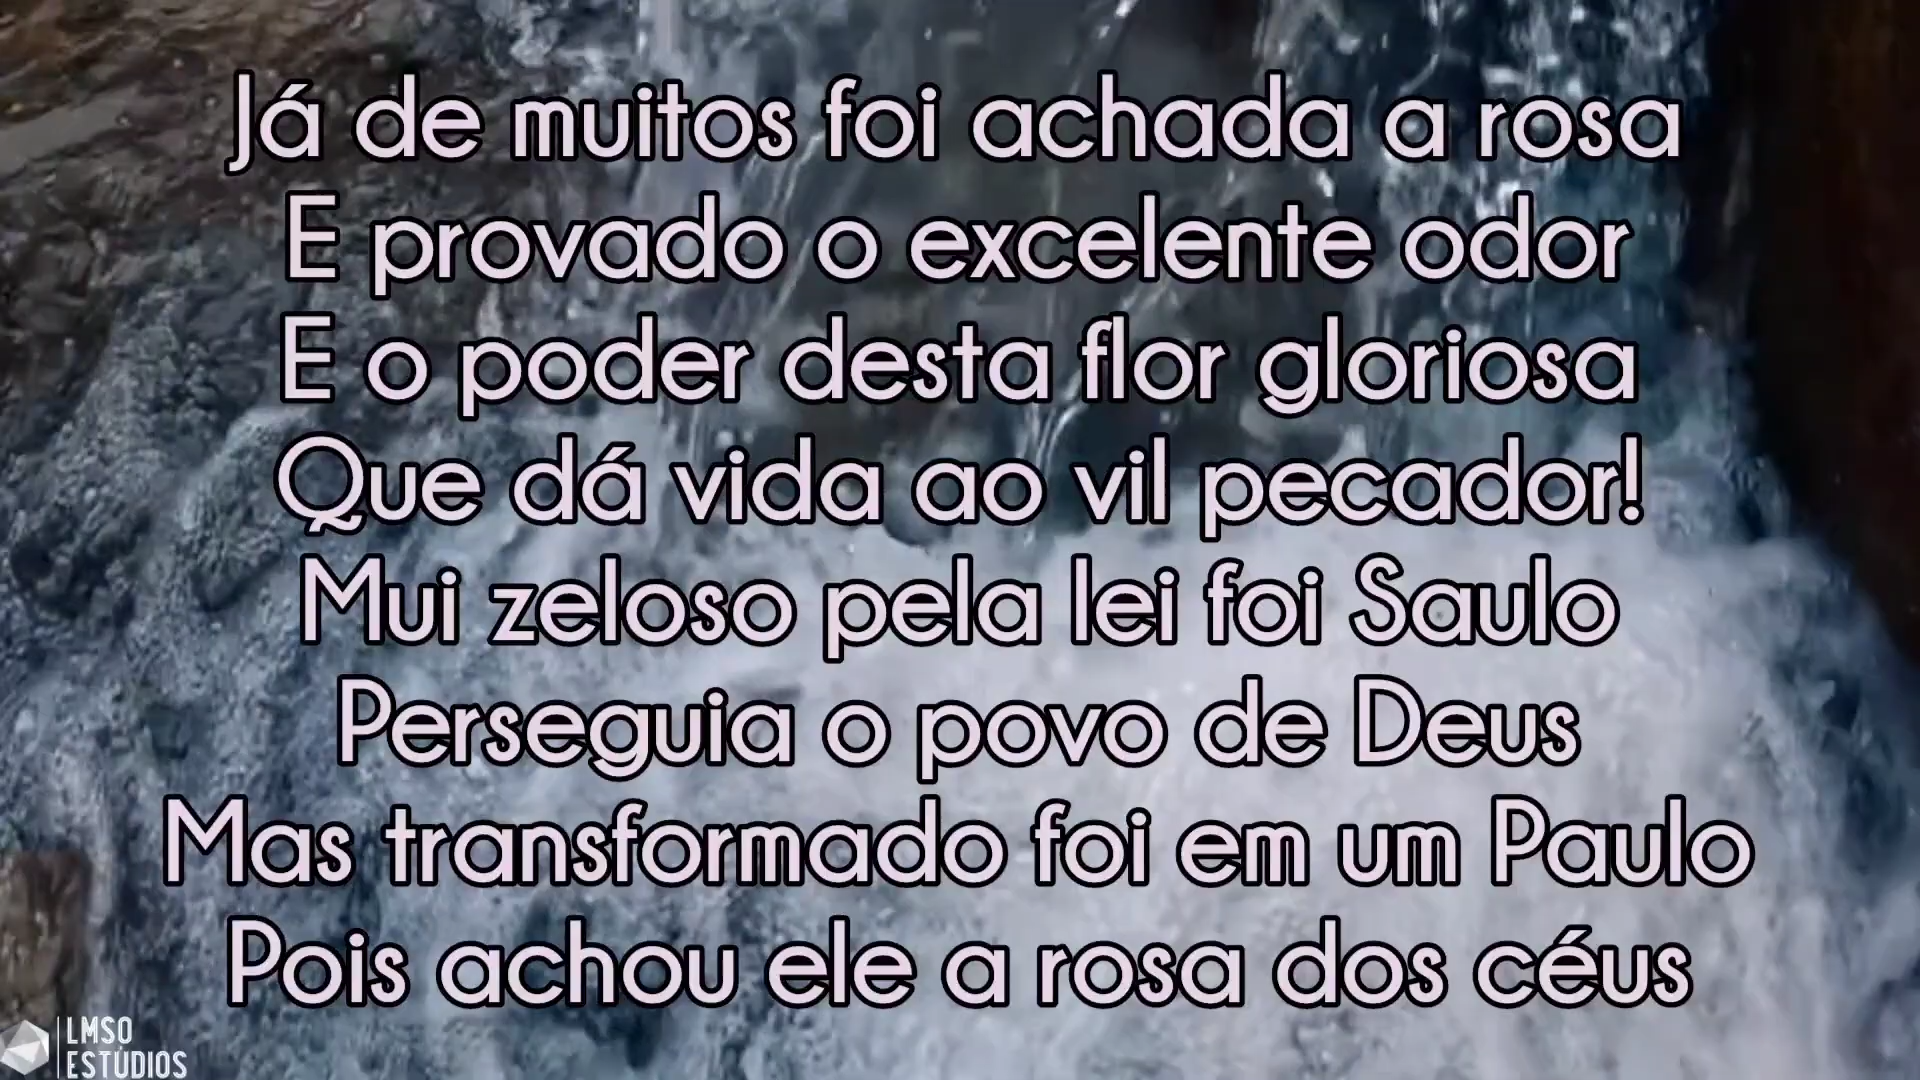 Já de muitos foi achada a rosa
E provado o excelente odor
E o poder desta flor gloriosa
Que dá vida ao vil pecador!
Mui zeloso pela lei foi Saulo
Perseguia o povo de Deus
Mas transformado foi em um Paulo
Pois achou ele a rosa dos céus
LMSO
ESTÚDIOS